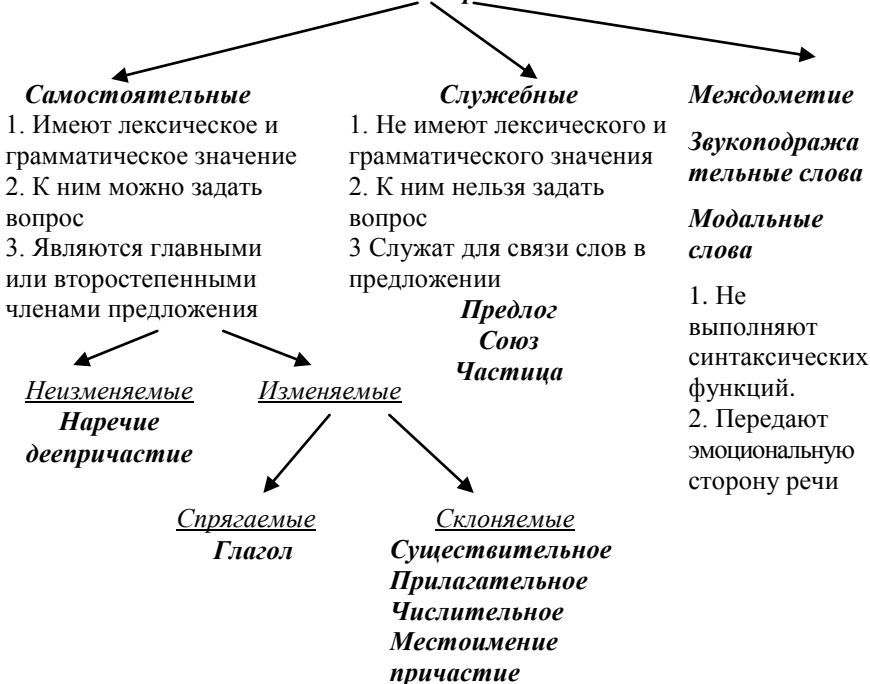 Самостоятельные
1. Имеют лексическое и
грамматическое значение
2. К ним можно задать
вопрос
3. Являются главными
или второстепенными
членами предложения
Служебные
1. Не имеют лексического и
грамматического значения
2. К ним нельзя задать
вопрос
3 Служат для связи слов в
предложении
Предлог
Союз
Частица
Междометие
Звукоподража
тельные слова
Модальные
слова
1. Не
выполняют
синтаксических
функций.
2. Передают
эмоциональную
сторону речи
Неизменяемые
Наречие
деепричастие
Изменяемые
Спрягаемые
Глагол
Склоняемые
Существительное
Прилагательное
Числительное
Местоимение
причастие